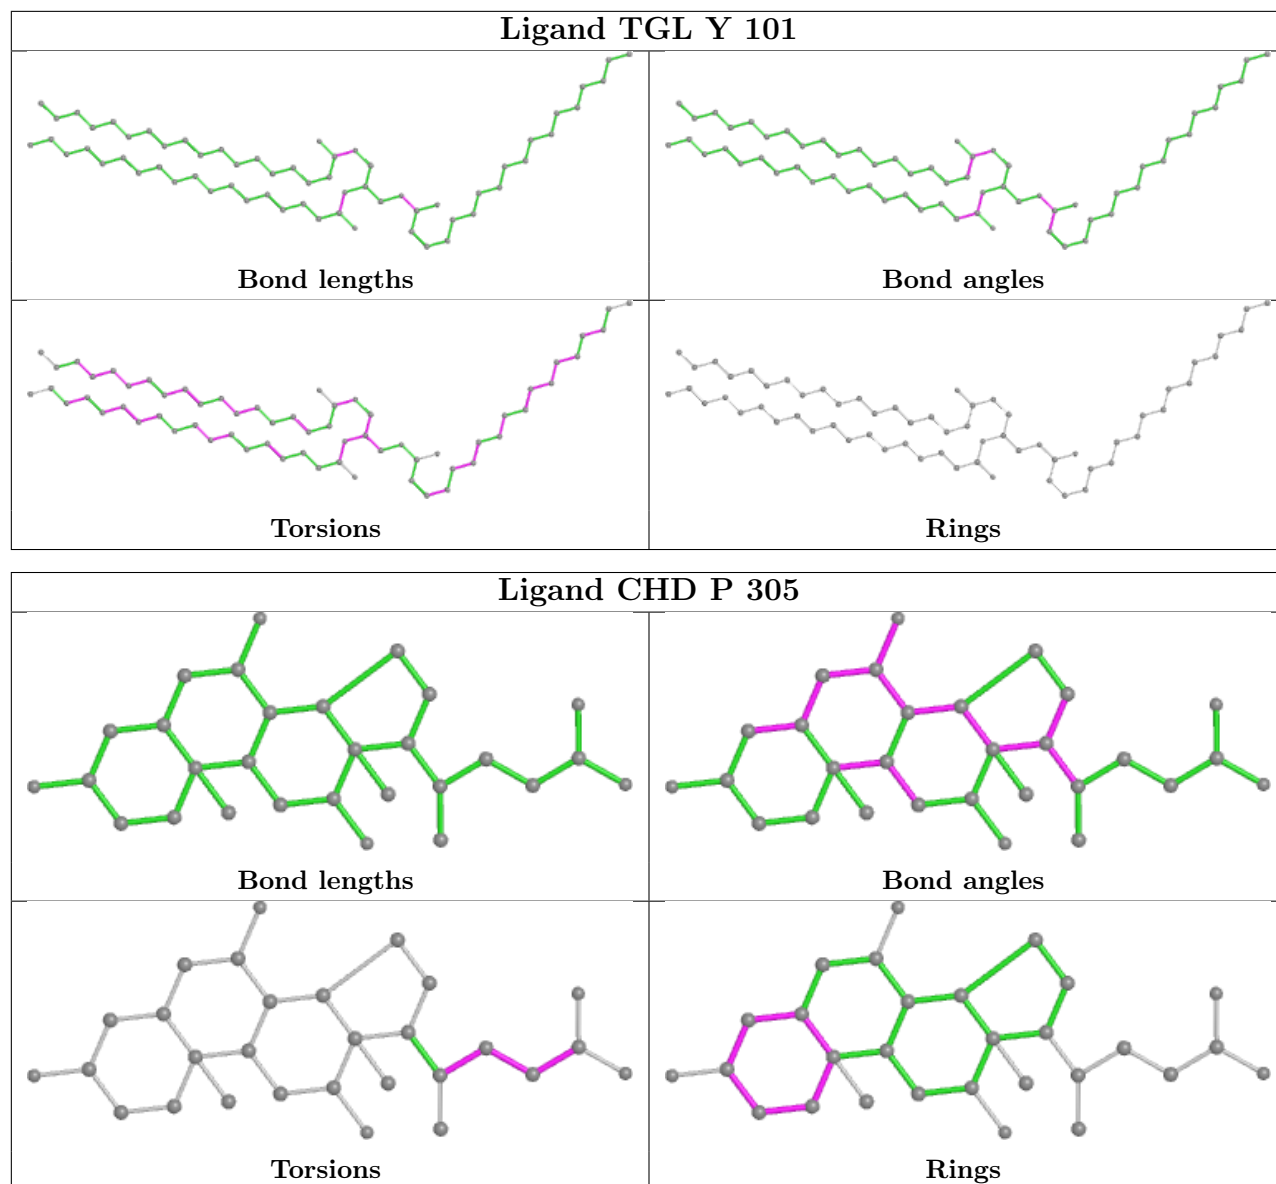 Ligand TGL Y 101
Bond lengths
Bond angles
Torsions
Rings
Ligand CHD P 305
Bond lengths
Bond angles
Torsions
Rings